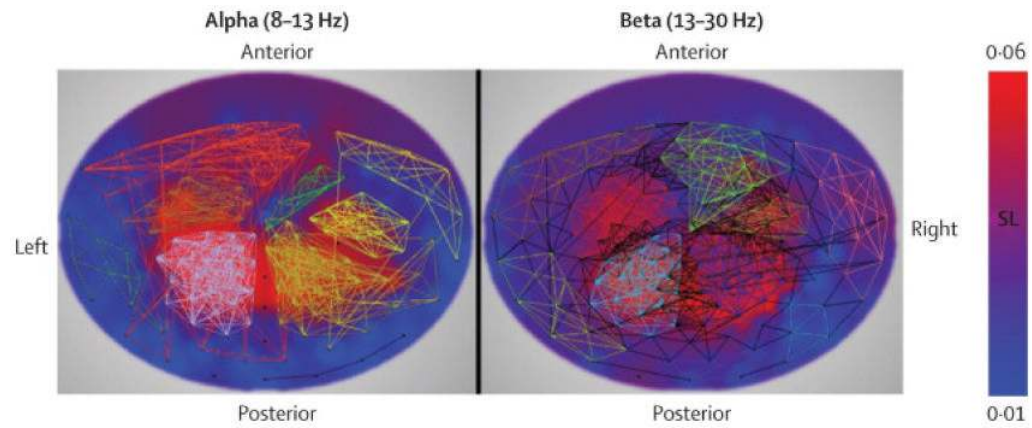 Alpha (8–13 Hz)
Beta (13–30 Hz)
Anterior
Anterior
0·06
Left
Right
SL
Posterior
Posterior
0·01